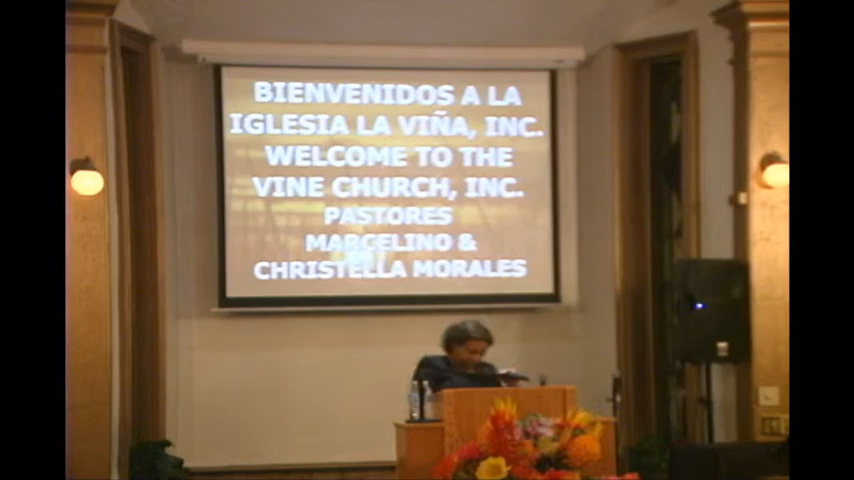 BIENVENIDOS A LA
IGLESIA LA VIÑA, INC.
WELCOME TO THE
VINE CHURCH, INC.
PASTORES
MARCELINO &
CHRISTELLA MORALES